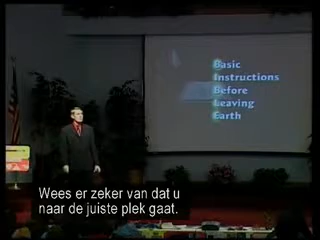 Basic
Instructions
Before
Leaving
Earth
Wees er zeker van dat u
naar de juiste plek gaat.